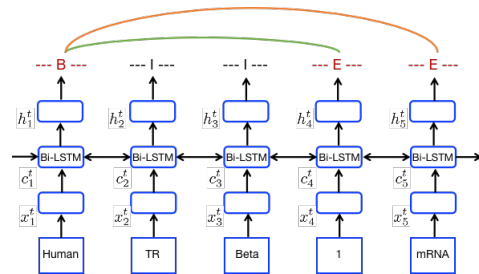 --- B --- --- I --- --- I --- --- E --- --- E ---
h_1^t h_2^t h_3^t h_4^t h_5^t
Bi-LSTM Bi-LSTM Bi-LSTM Bi-LSTM Bi-LSTM
c_1^t c_2^t c_3^t c_4^t c_5^t
x_1^t x_2^t x_3^t x_4^t x_5^t
Human TR Beta 1 mRNA